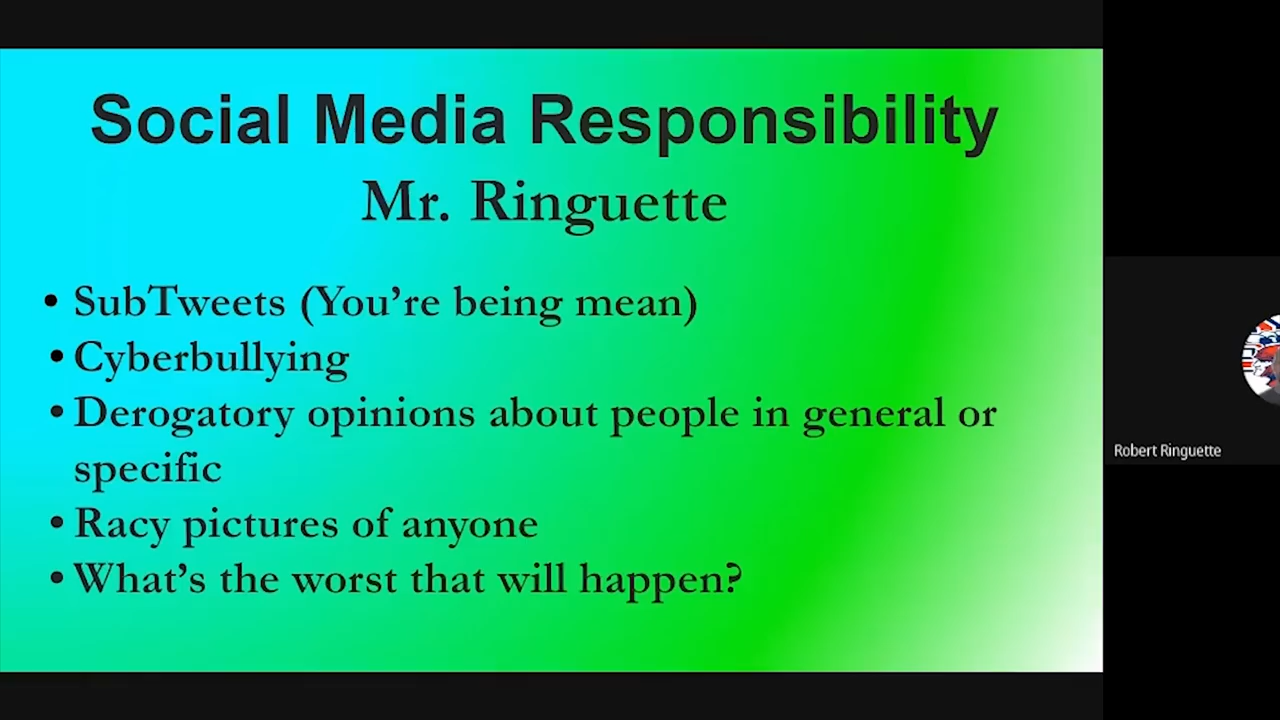 Social Media Responsibility
Mr. Ringuette
• SubTweets (You’re being mean)
• Cyberbullying
• Derogatory opinions about people in general or
specific
• Racy pictures of anyone
• What’s the worst that will happen?
Robert Ringuette